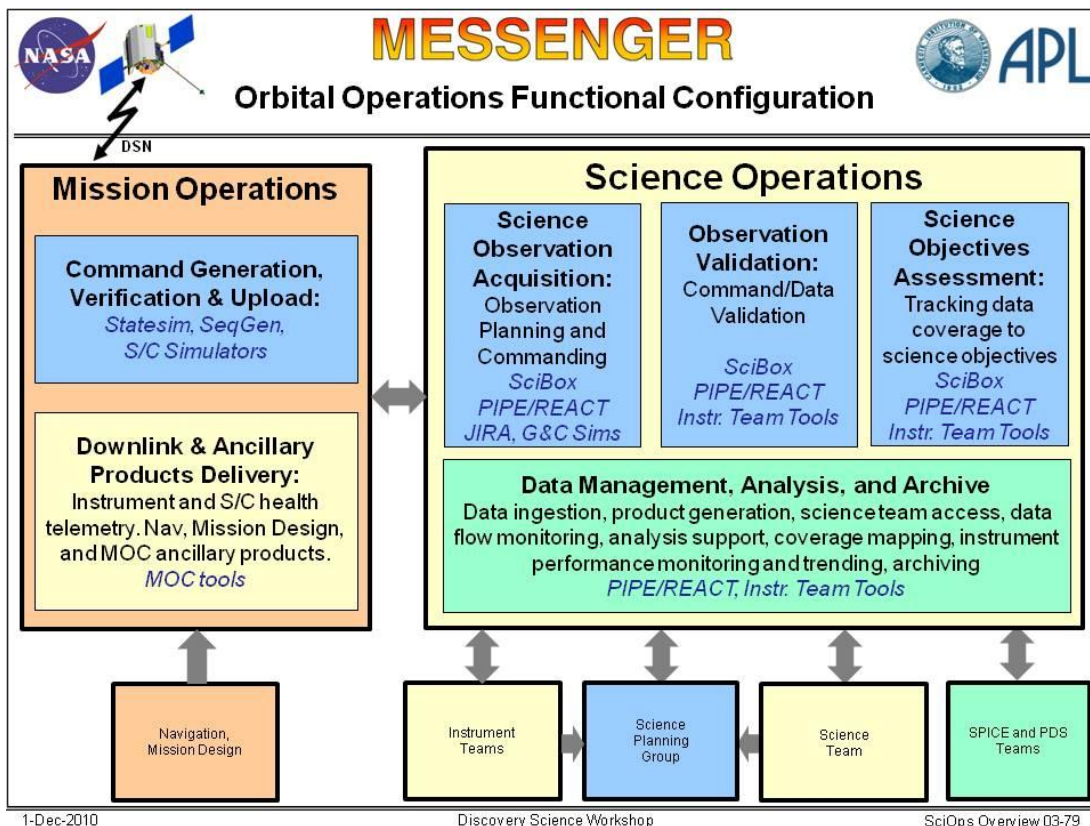 NASA
MESSENGER
APL
Orbital Operations Functional Configuration
DSN
Mission Operations
Command Generation,
Verification & Upload:
Statesim, SeqGen,
S/C Simulators
Downlink & Ancillary
Products Delivery:
Instrument and S/C health
telemetry. Nav, Mission Design,
and MOC ancillary products.
MOC tools
Science Operations
Science
Observation
Acquisition:
Observation
Planning and
Commanding
SciBox
PIPE/REACT
JIRA, G&C Sims
Observation
Validation:
Command/Data
Validation
SciBox
PIPE/REACT
Instr. Team Tools
Science
Objectives
Assessment:
Tracking data
coverage to
science objectives
SciBox
PIPE/REACT
Instr. Team Tools
Data Management, Analysis, and Archive
Data ingestion, product generation, science team access, data
flow monitoring, analysis support, coverage mapping, instrument
performance monitoring and trending, archiving
PIPE/REACT, Instr. Team Tools
Navigation,
Mission Design
Instrument
Teams
Science
Planning
Group
Science
Team
SPICE and PDS
Teams
1-Dec-2010
Discovery Science Workshop
SciOps Overview 03-79